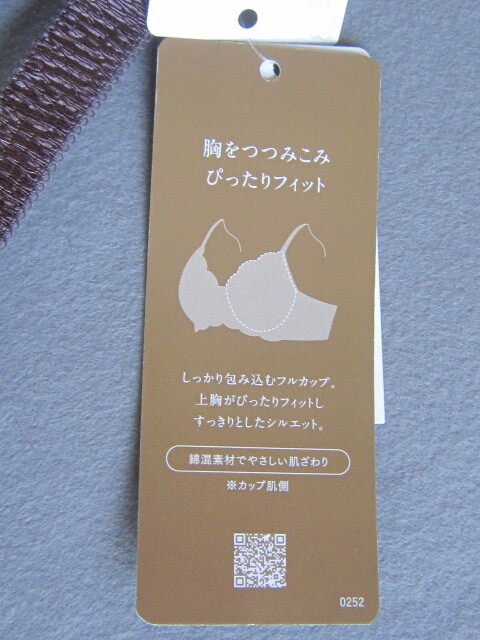 胸をつつみこみ
ぴったりフィット
しっかり包み込むフルカップ。
上胸がぴったりフィットし
すっきりとしたシルエット。
綿混素材でやさしい肌ざわり
※カップ肌側
0252